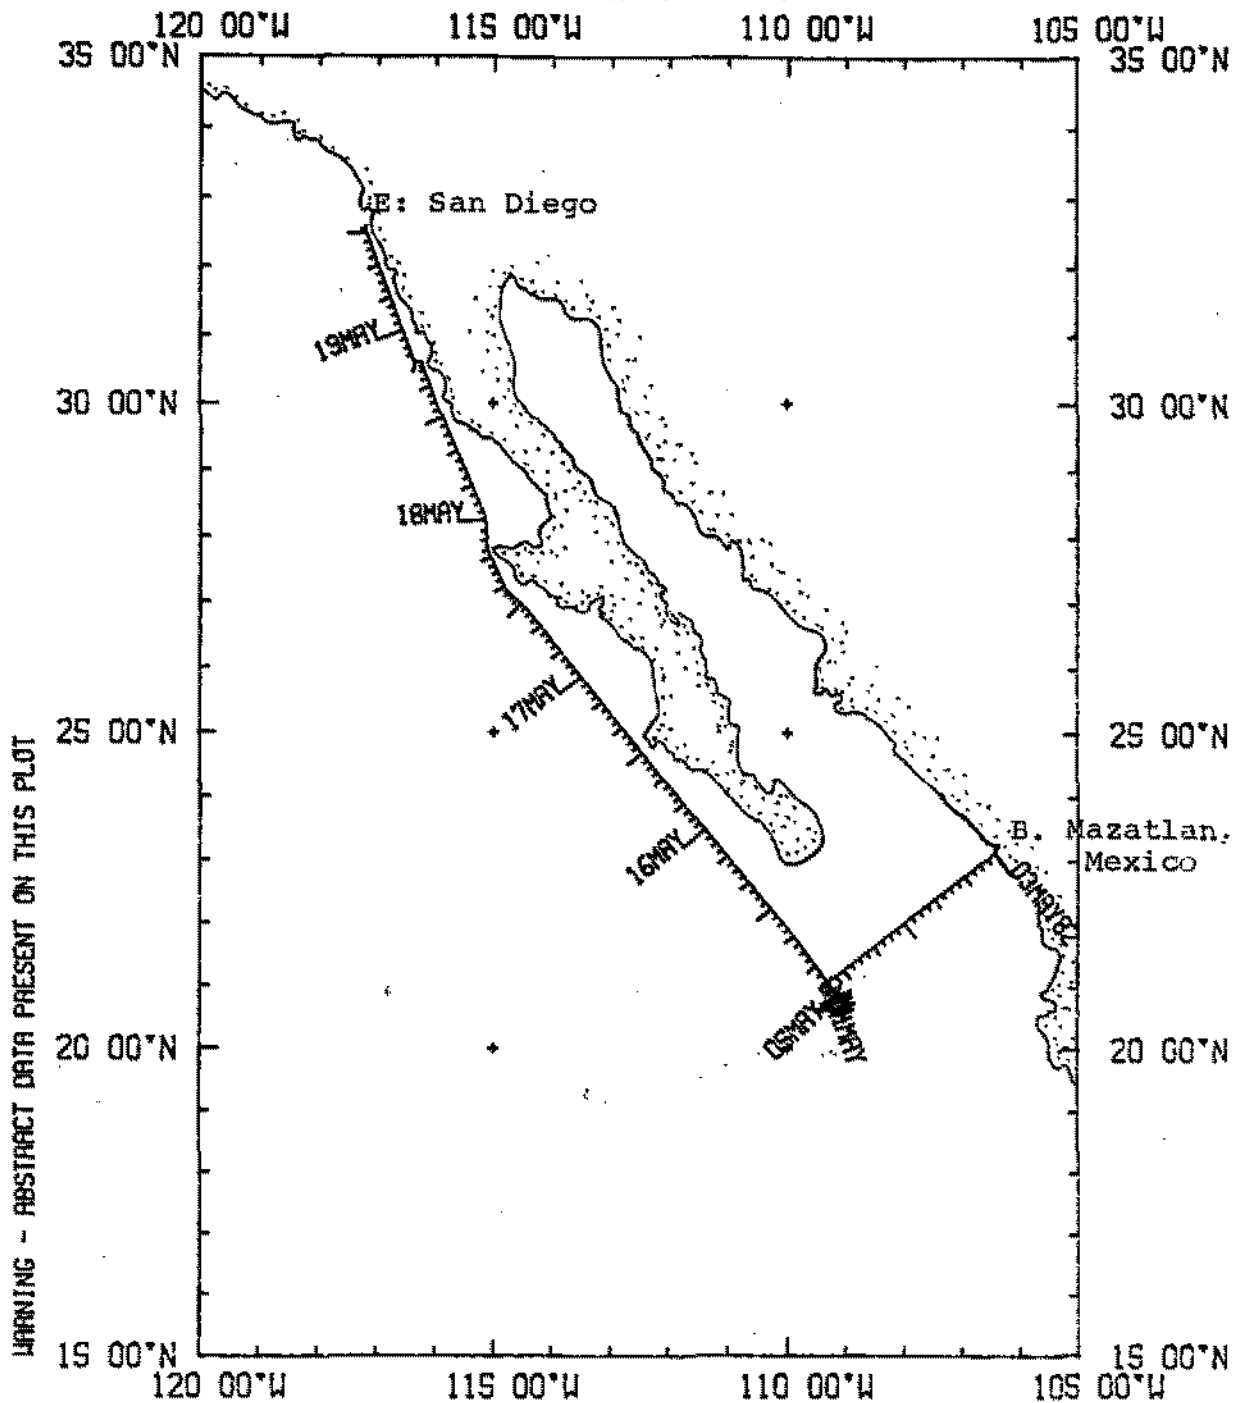 120 00'W 115 00'W 110 00'W 105 00'W
35 00'N 35 00'N
E: San Diego
19MAY
30 00'N 30 00'N
18MAY
17MAY
25 00'N 25 00'N
B. Mazatlan,
Mexico
16MAY
03MAY82
05MAY
20 00'N 20 00'N
15 00'N 15 00'N
120 00'W 115 00'W 110 00'W 105 00'W
WARNING - ABSTRACT DATA PRESENT ON THIS PLOT